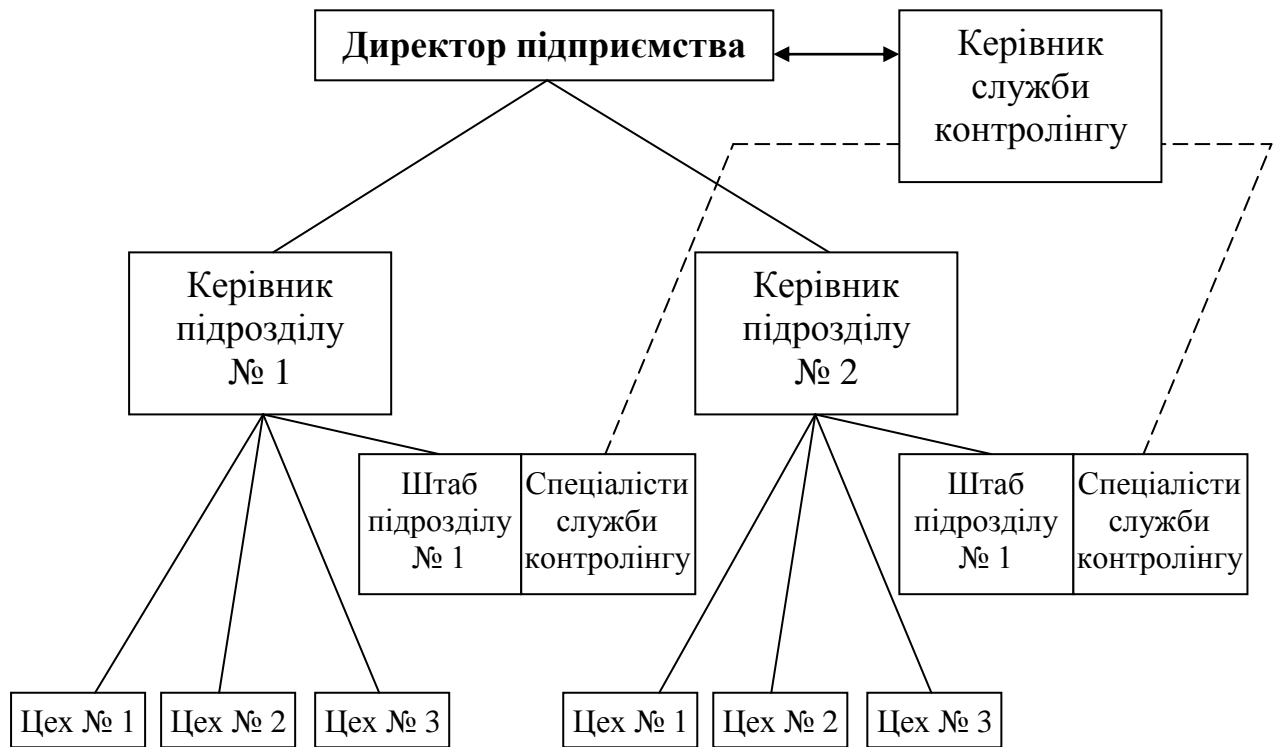 Директор підприємства
Керівник
служби
контролінгу
Керівник
підрозділу
№ 1
Керівник
підрозділу
№ 2
Штаб
підрозділу
№ 1
Спеціалісти
служби
контролінгу
Штаб
підрозділу
№ 1
Спеціалісти
служби
контролінгу
Цех № 1
Цех № 2
Цех № 3
Цех № 1
Цех № 2
Цех № 3